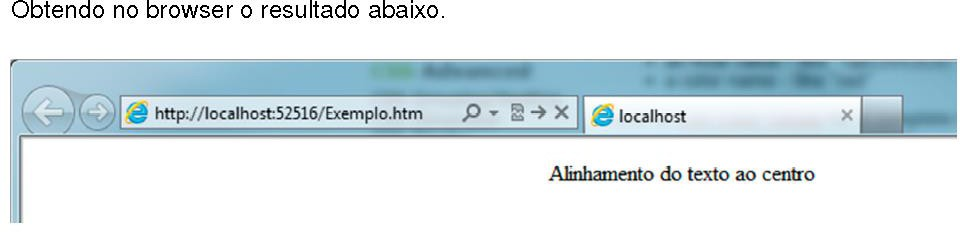 Obtendo no browser o resultado abaixo.
http://localhost:52516/Exemplo.htm
localhost
Alinhamento do texto ao centro